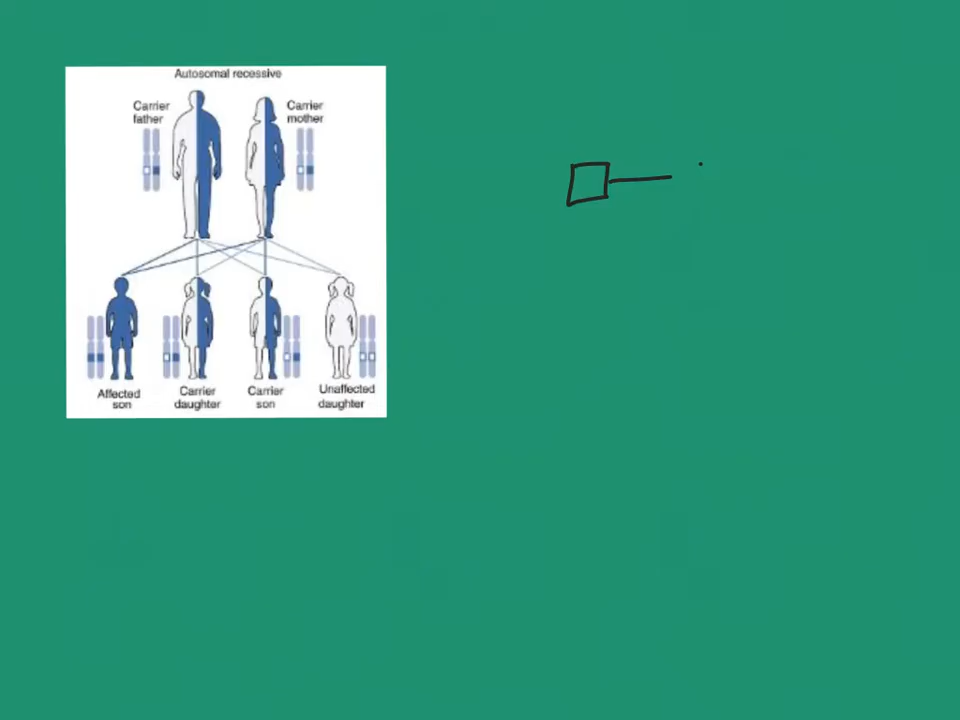 Autosomal recessive
Carrier father
Carrier mother
Affected son
Carrier daughter
Carrier son
Unaffected daughter